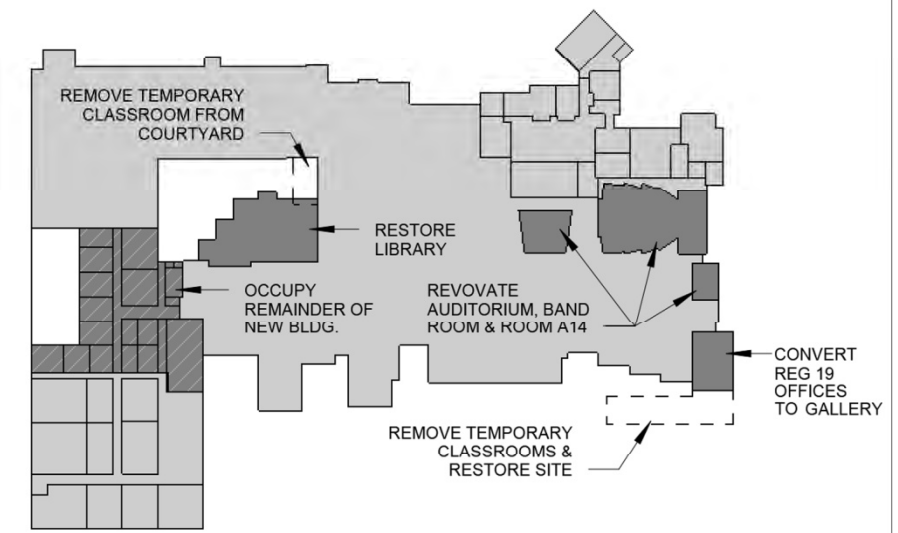 REMOVE TEMPORARY
CLASSROOM FROM
COURTYARD
RESTORE
LIBRARY
OCCUPY
REMAINDER OF
NEW BLDG.
REVOVATE
AUDITORIUM, BAND
ROOM & ROOM A14
CONVERT
REG 19
OFFICES
TO GALLERY
REMOVE TEMPORARY
CLASSROOMS &
RESTORE SITE